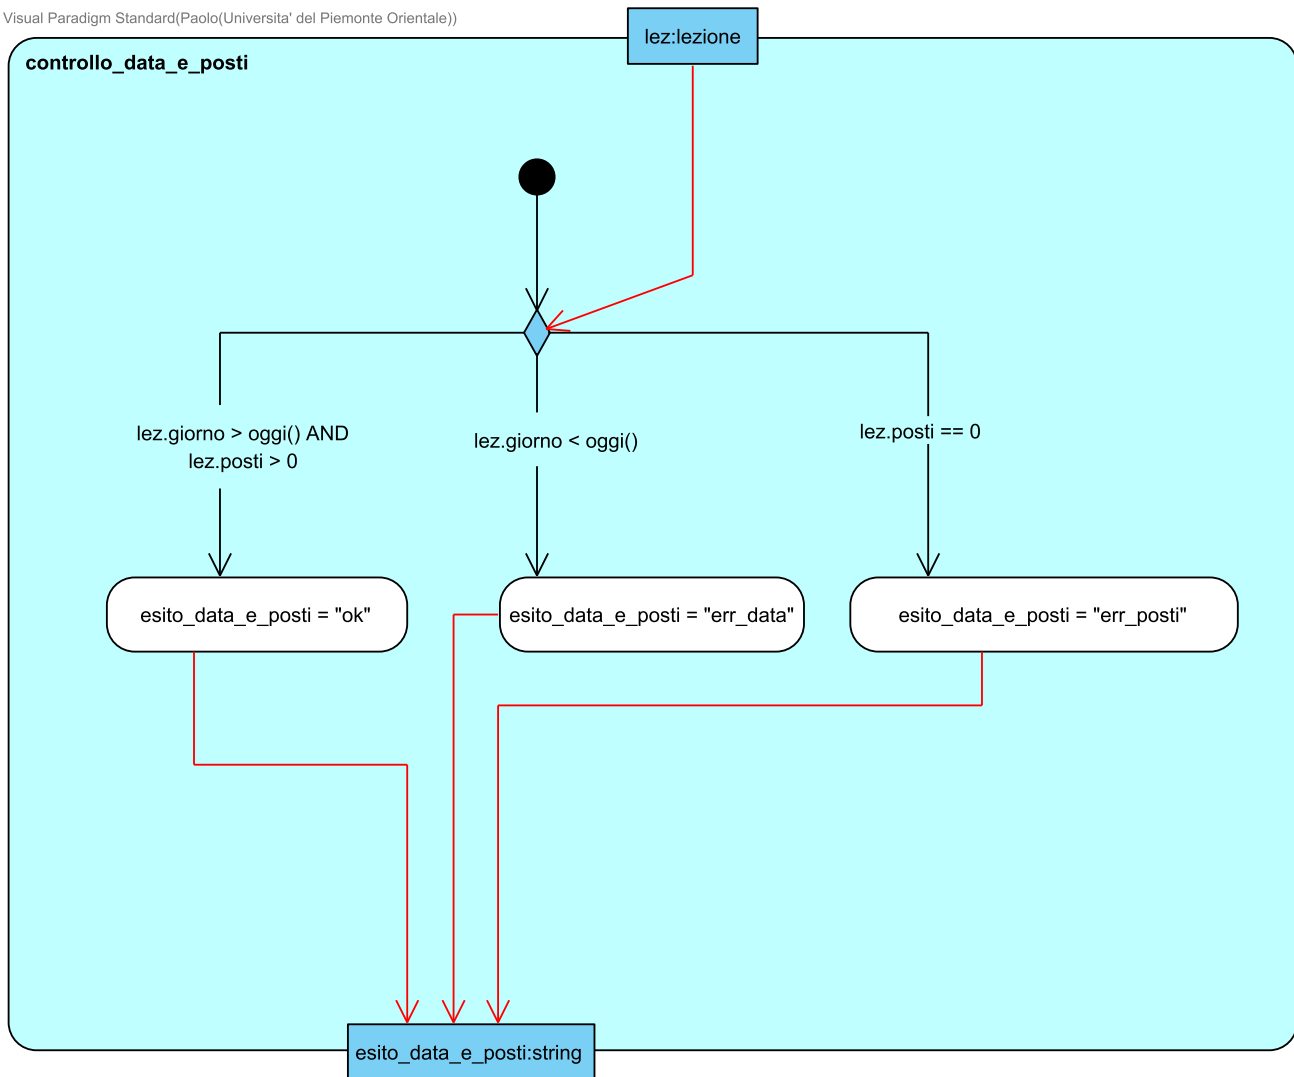 Visual Paradigm Standard(Paolo(Universita' del Piemonte Orientale))
lez:lezione
controllo_data_e_posti
lez.giorno > oggi() AND
lez.posti > 0
lez.giorno < oggi()
lez.posti == 0
esito_data_e_posti = "ok"
esito_data_e_posti = "err_data"
esito_data_e_posti = "err_posti"
esito_data_e_posti:string